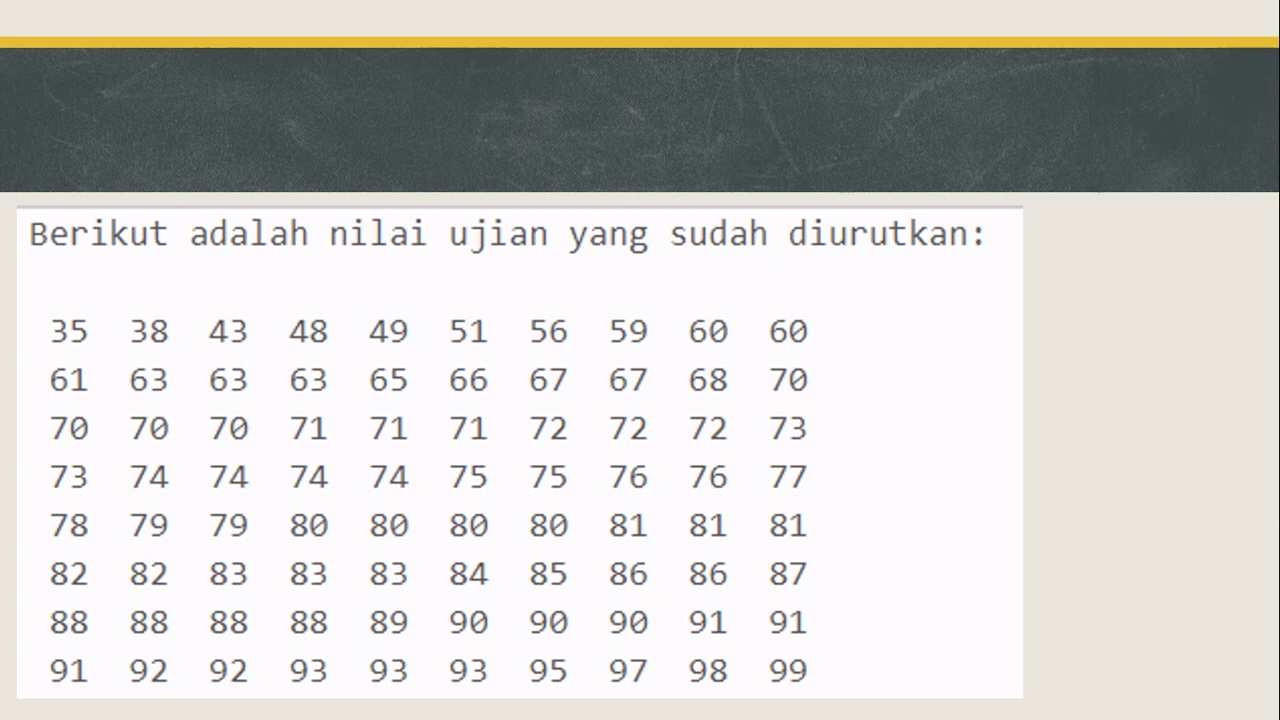 Berikut adalah nilai ujian yang sudah diurutkan:
35 38 43 48 49 51 56 59 60 60
61 63 63 63 65 66 67 67 68 70
70 70 70 71 71 71 72 72 72 73
73 74 74 74 74 75 75 76 76 77
78 79 79 80 80 80 80 81 81 81
82 82 83 83 83 84 85 86 86 87
88 88 88 88 89 90 90 90 91 91
91 92 92 93 93 93 95 97 98 99